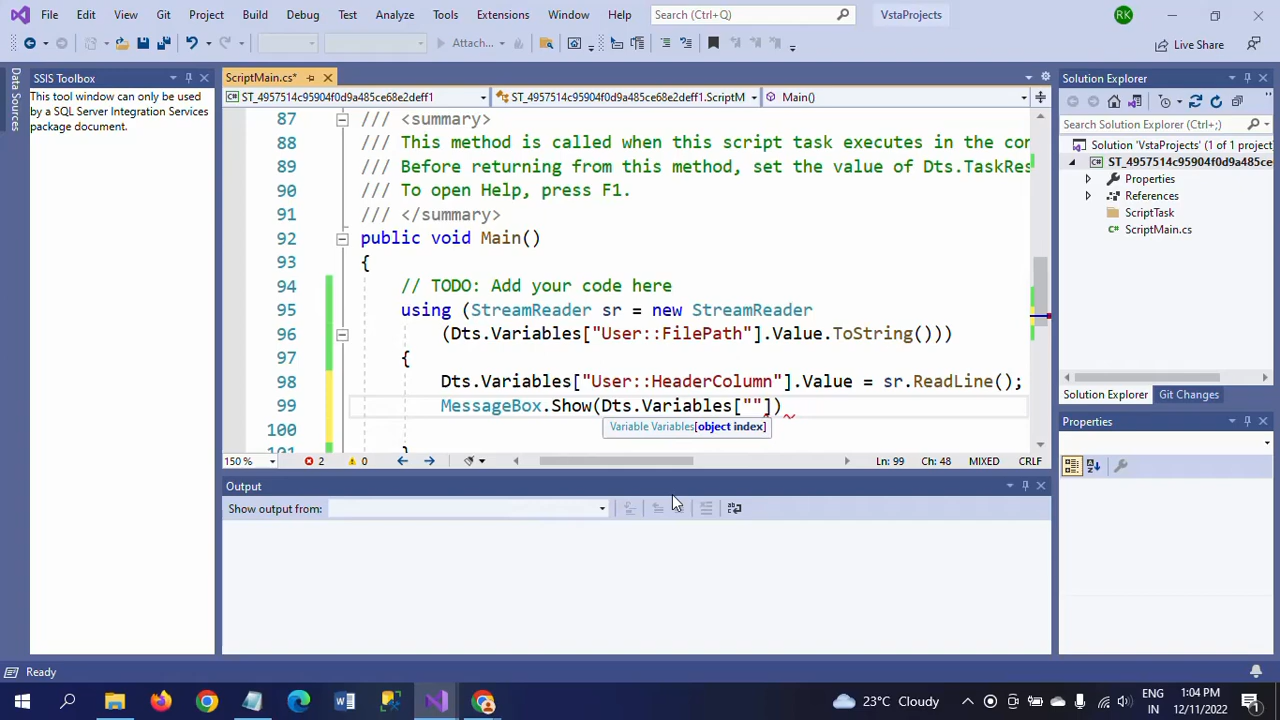 File Edit View Git Project Build Debug Test Analyze Tools Extensions Window Help Search (Ctrl+Q) VstaProjects RK
Attach... Live Share
Data Sources
SSIS Toolbox
This tool window can only be used
by a SQL Server Integration Services
package document.
ScriptMain.cs*
ST_4957514c95904f0d9a485ce68e2deff1 ST_4957514c95904f0d9a485ce68e2deff1.ScriptM Main()
87 /// <summary>
88 /// This method is called when this script task executes in the cor
89 /// Before returning from this method, set the value of Dts.TaskRes
90 /// To open Help, press F1.
91 /// </summary>
92 public void Main()
93 {
94 // TODO: Add your code here
95 using (StreamReader sr = new StreamReader
96 (Dts.Variables["User::FilePath"].Value.ToString()))
97 {
98 Dts.Variables["User::HeaderColumn"].Value = sr.ReadLine();
99 MessageBox.Show(Dts.Variables[""])
Variable Variables[object index]
100
101 }
150 % 2 0 Ln: 99 Ch: 48 MIXED CRLF
Output
Show output from:
Solution Explorer
Search Solution Explorer (Ctrl+;)
Solution 'VstaProjects' (1 of 1 project
ST_4957514c95904f0d9a485ce
Properties
References
ScriptTask
ScriptMain.cs
Solution Explorer Git Changes
Properties
Ready
23°C Cloudy ENG IN 1:04 PM 12/11/2022 1